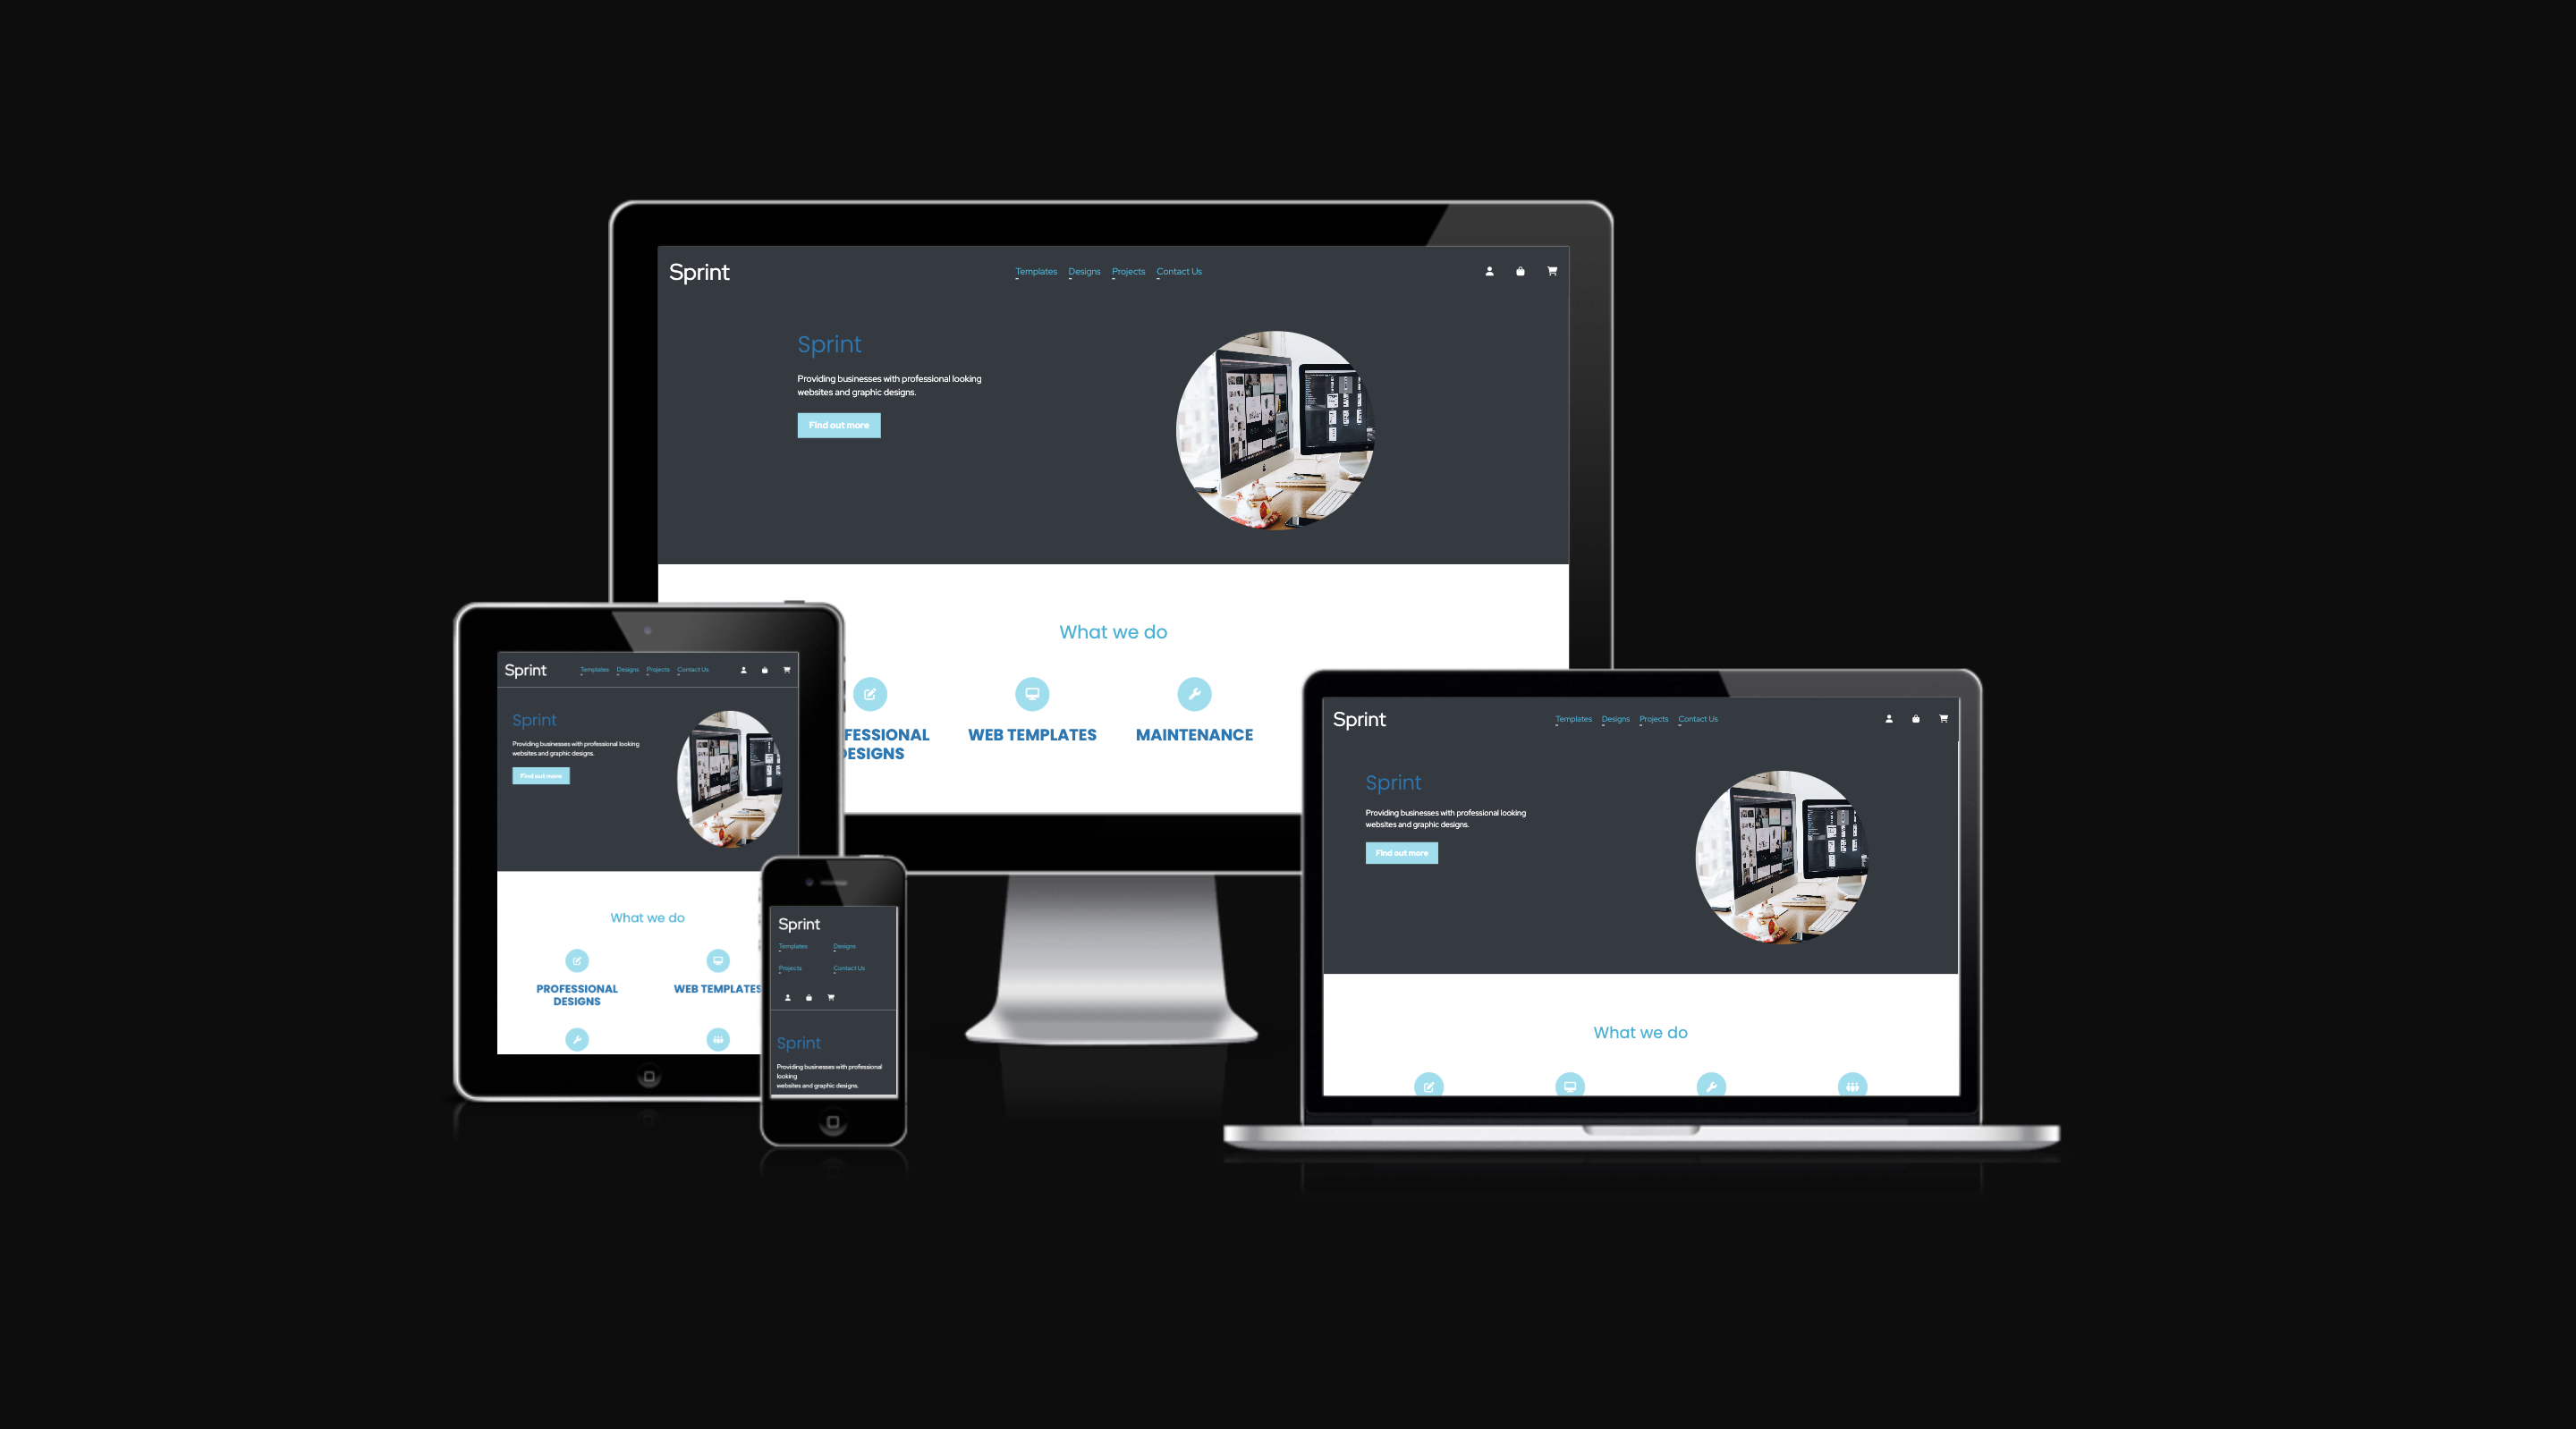 Sprint
Templates Designs Projects Contact Us
Sprint
Providing businesses with professional looking
websites and graphic designs.
Find out more
What we do
FESSIONAL
ESIGNS
WEB TEMPLATES
MAINTENANCE
Sprint
Templates Designs Projects Contact Us
Sprint
Providing businesses with professional looking
websites and graphic designs.
Find out more
What we do
PROFESSIONAL
DESIGNS
WEB TEMPLATES
Sprint
Templates Designs
Projects Contact Us
Sprint
Providing businesses with professional
looking
websites and graphic designs.
Sprint
Templates Designs Projects Contact Us
Sprint
Providing businesses with professional looking
websites and graphic designs.
Find out more
What we do